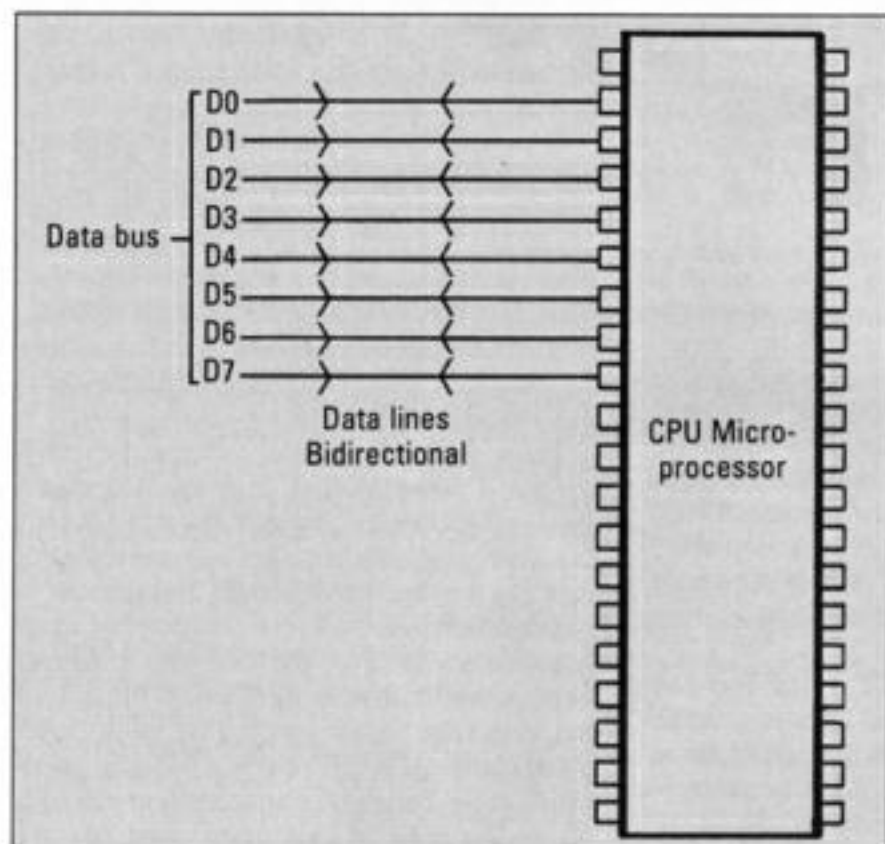 D0
D1
D2
D3
Data bus
D4
D5
D6
D7
Data lines
Bidirectional
CPU Micro-
processor